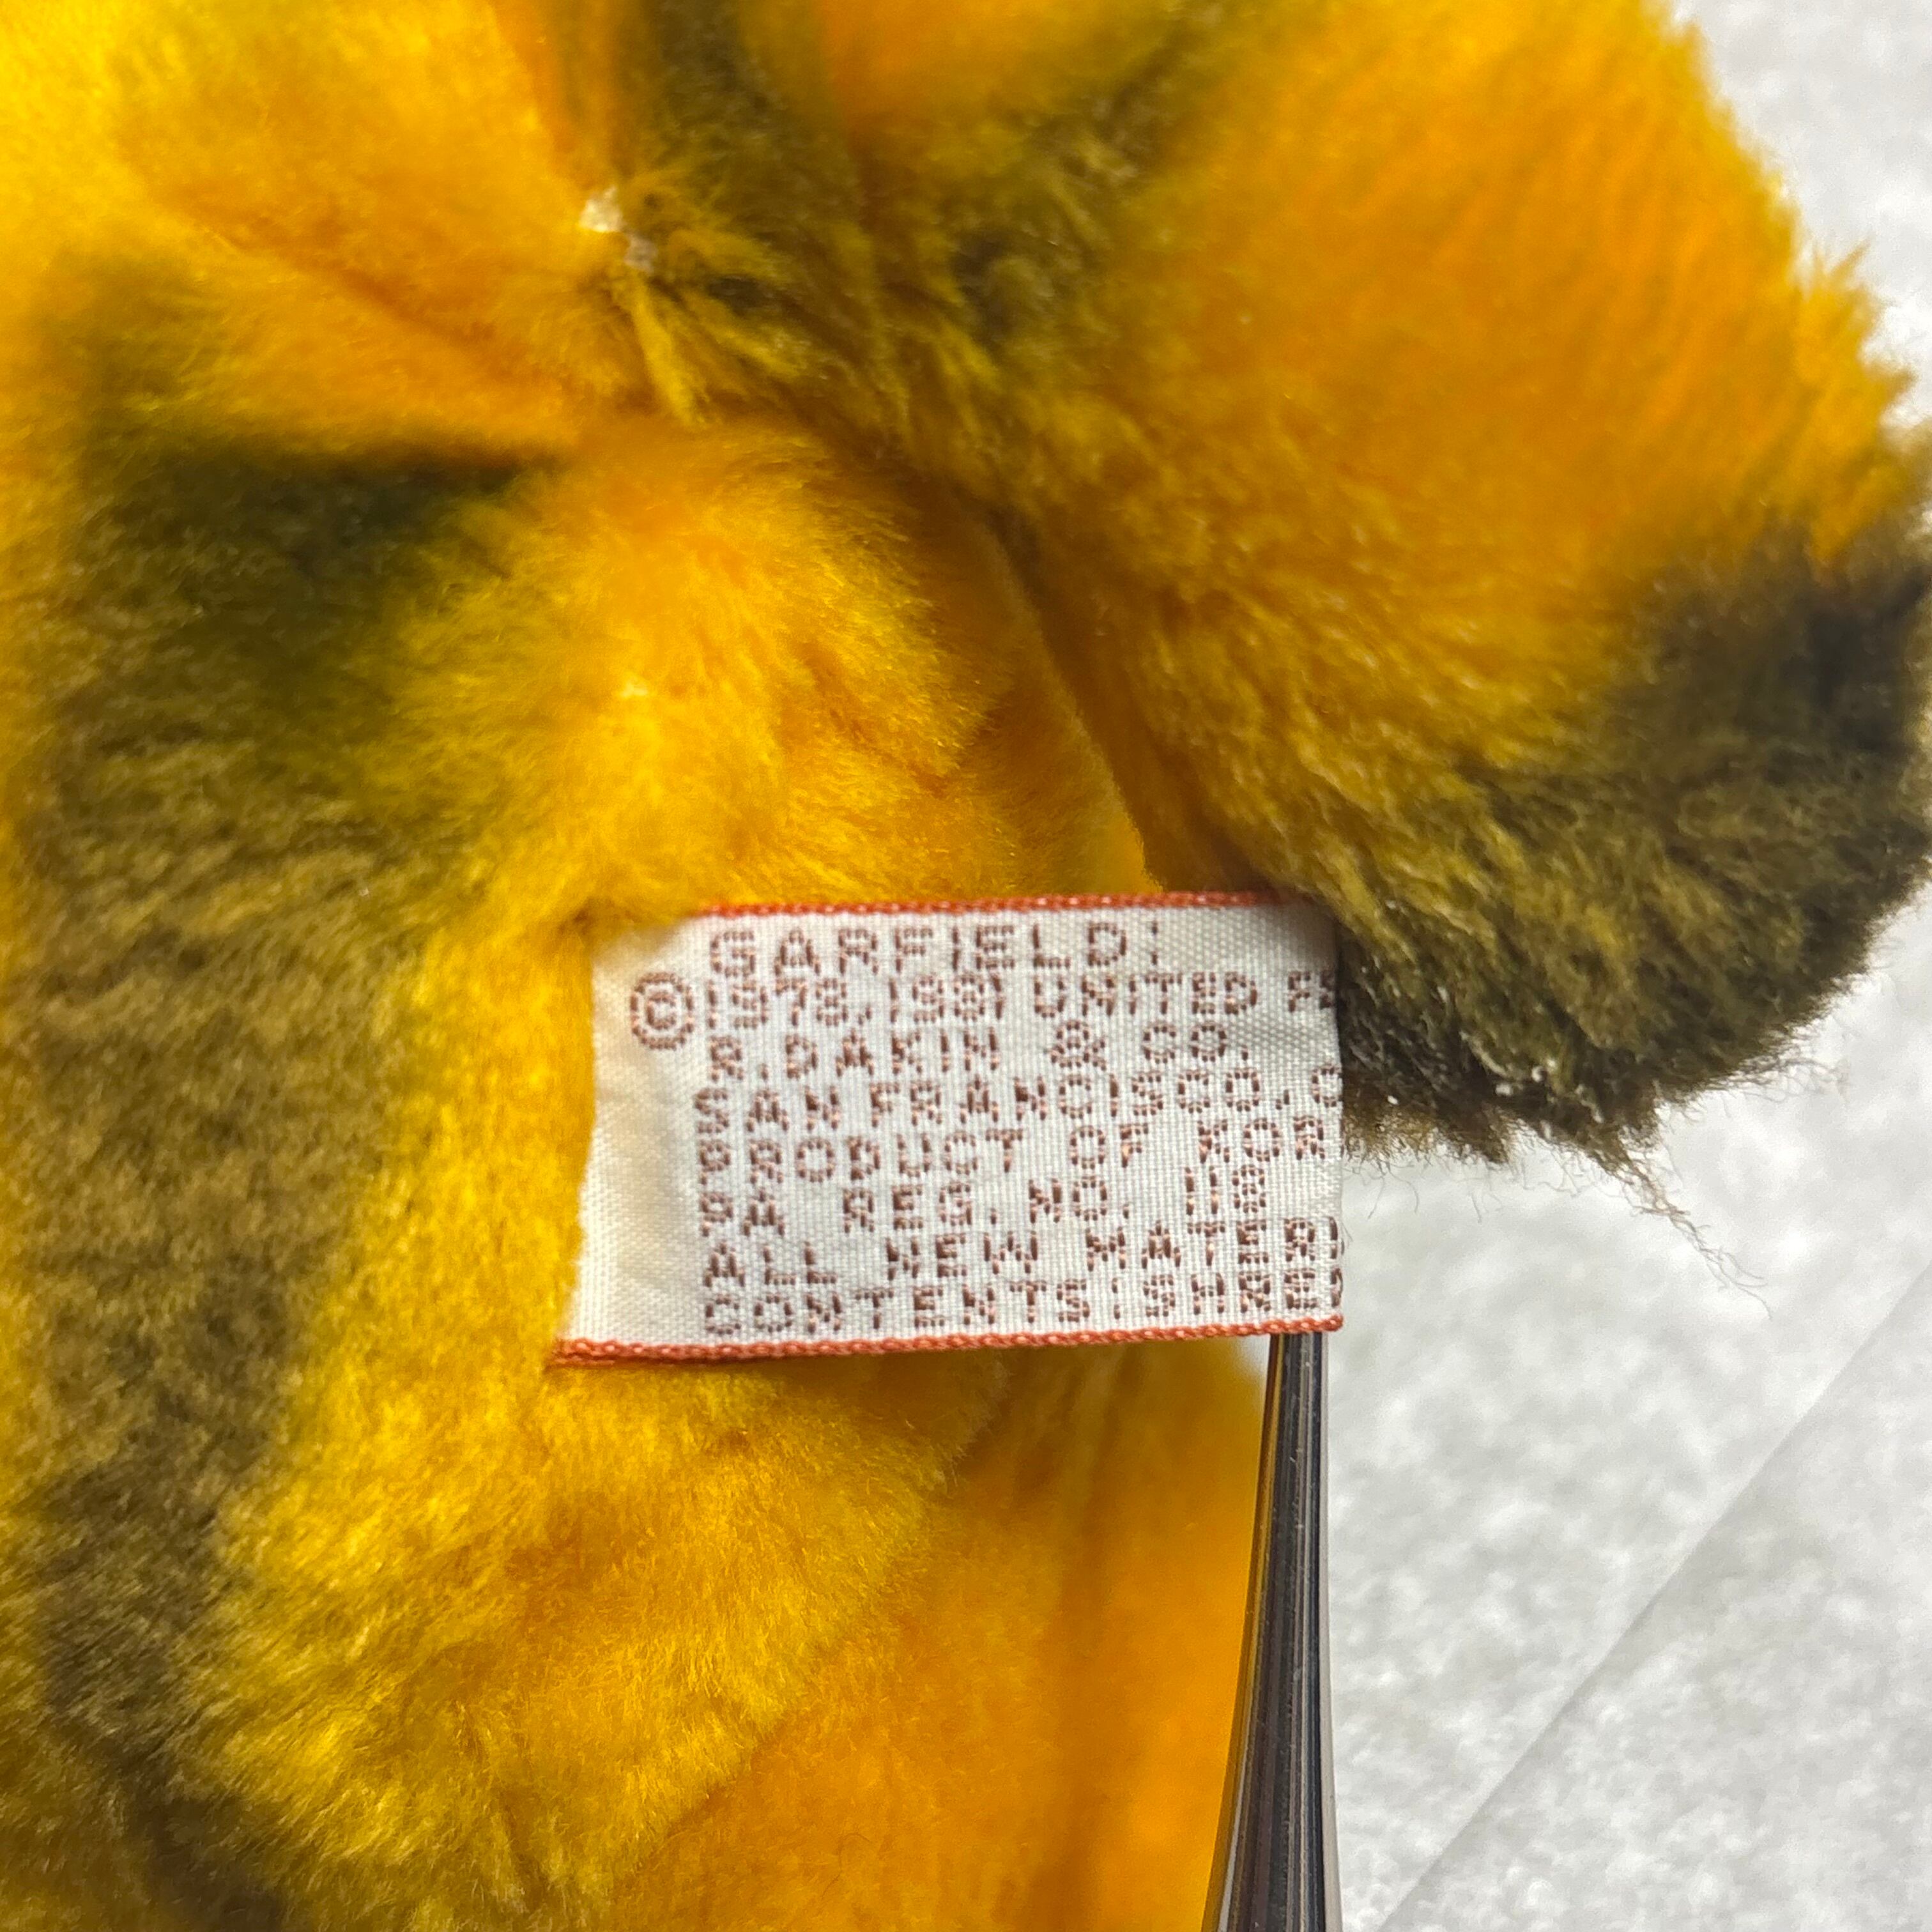 GARFIELD:
© 1978, 1981 UNITED F
R. DAKIN & CO.
SAN FRANCISCO, C
PRODUCT OF KOR
PA REG. NO. 118
ALL NEW MATERI
CONTENTS: SHRE